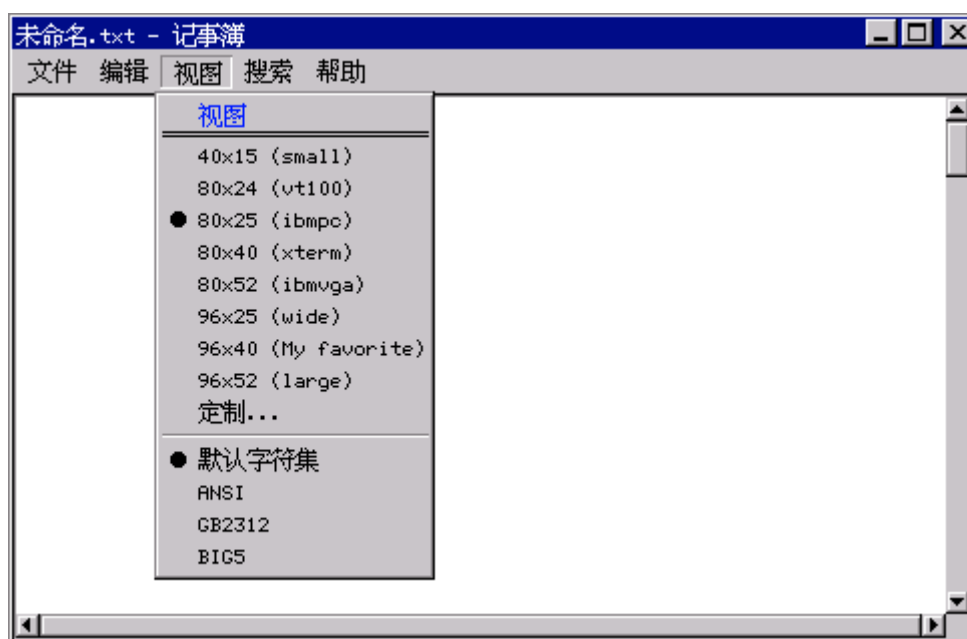 未命名.txt - 记事簿
文件 编辑 视图 搜索 帮助
视图
40x15 (small)
80x24 (vt100)
80x25 (ibmpc)
80x40 (xterm)
80x52 (ibmvga)
96x25 (wide)
96x40 (My favorite)
96x52 (large)
定制...
默认字符集
ANSI
GB2312
BIG5